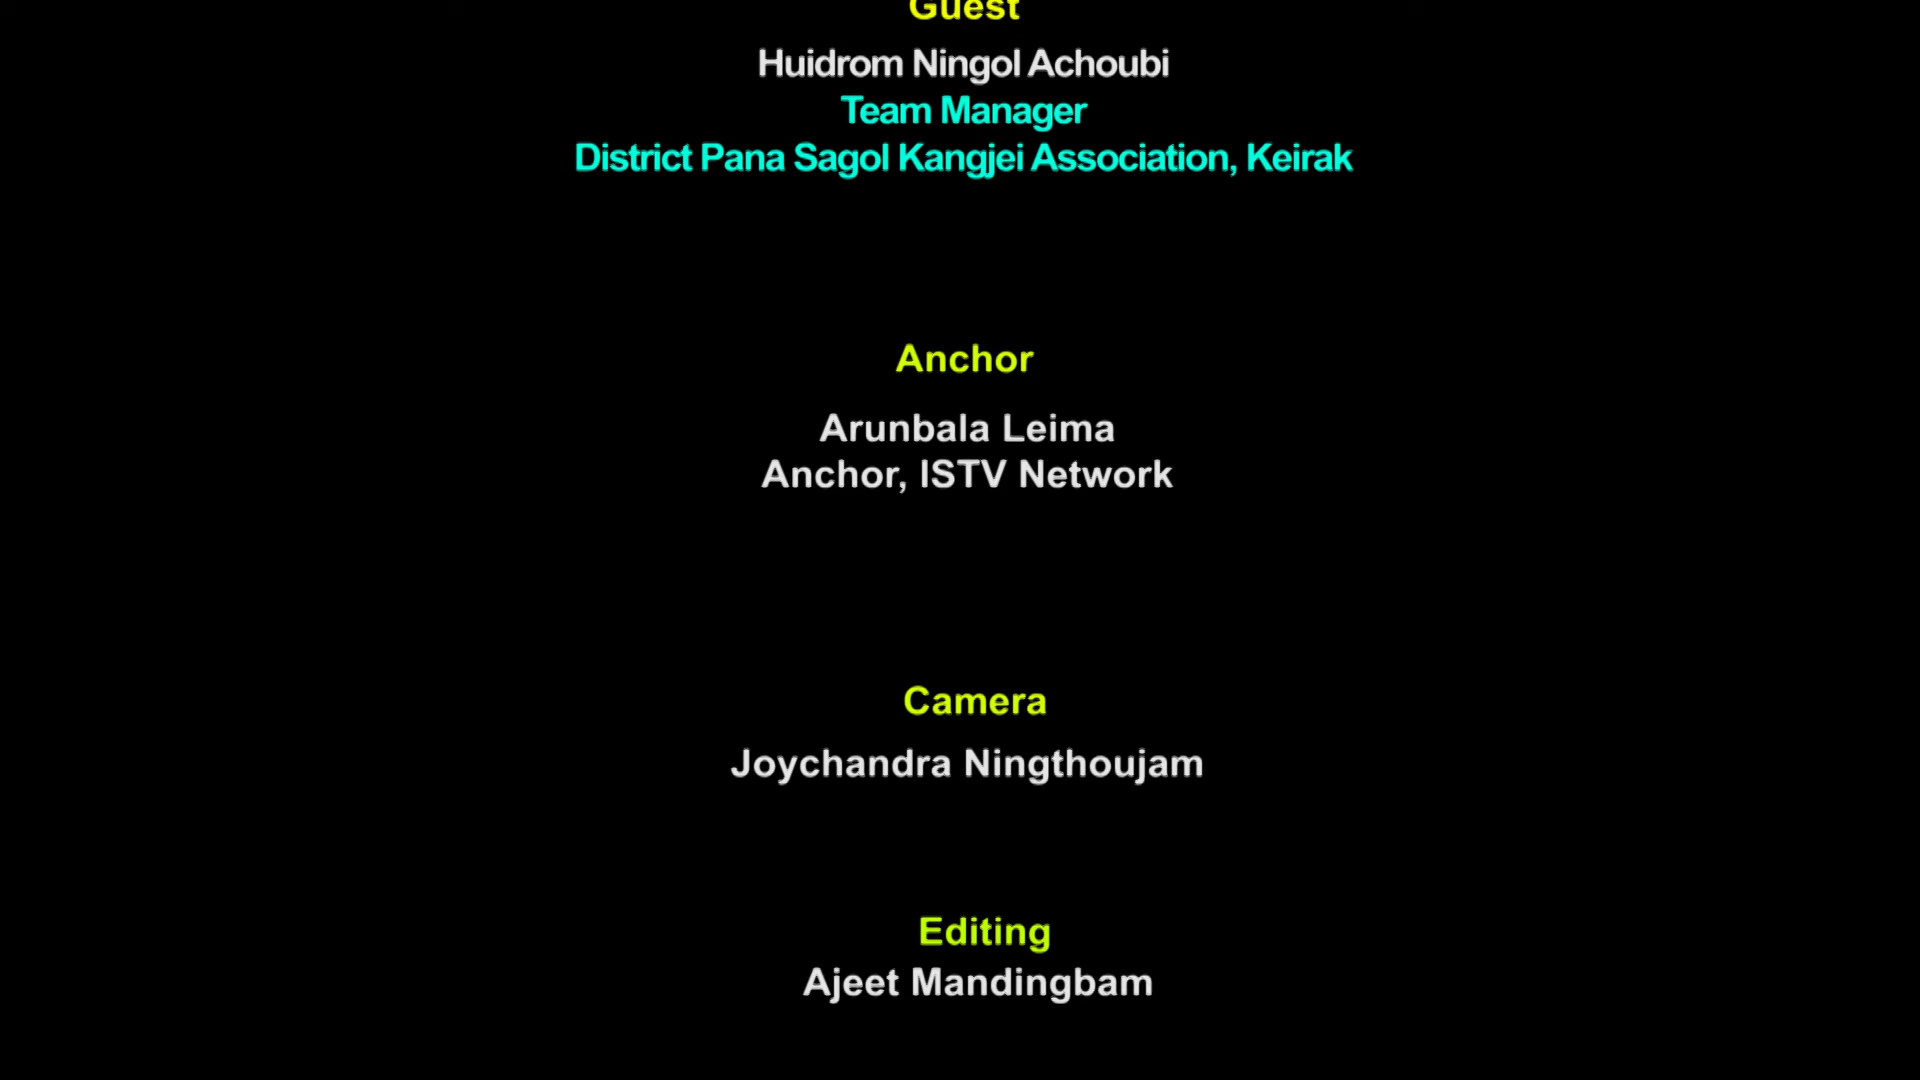 Guest
Huidrom Ningol Achoubi
Team Manager
District Pana Sagol Kangjei Association, Keirak
Anchor
Arunbala Leima
Anchor, ISTV Network
Camera
Joychandra Ningthoujam
Editing
Ajeet Mandingbam